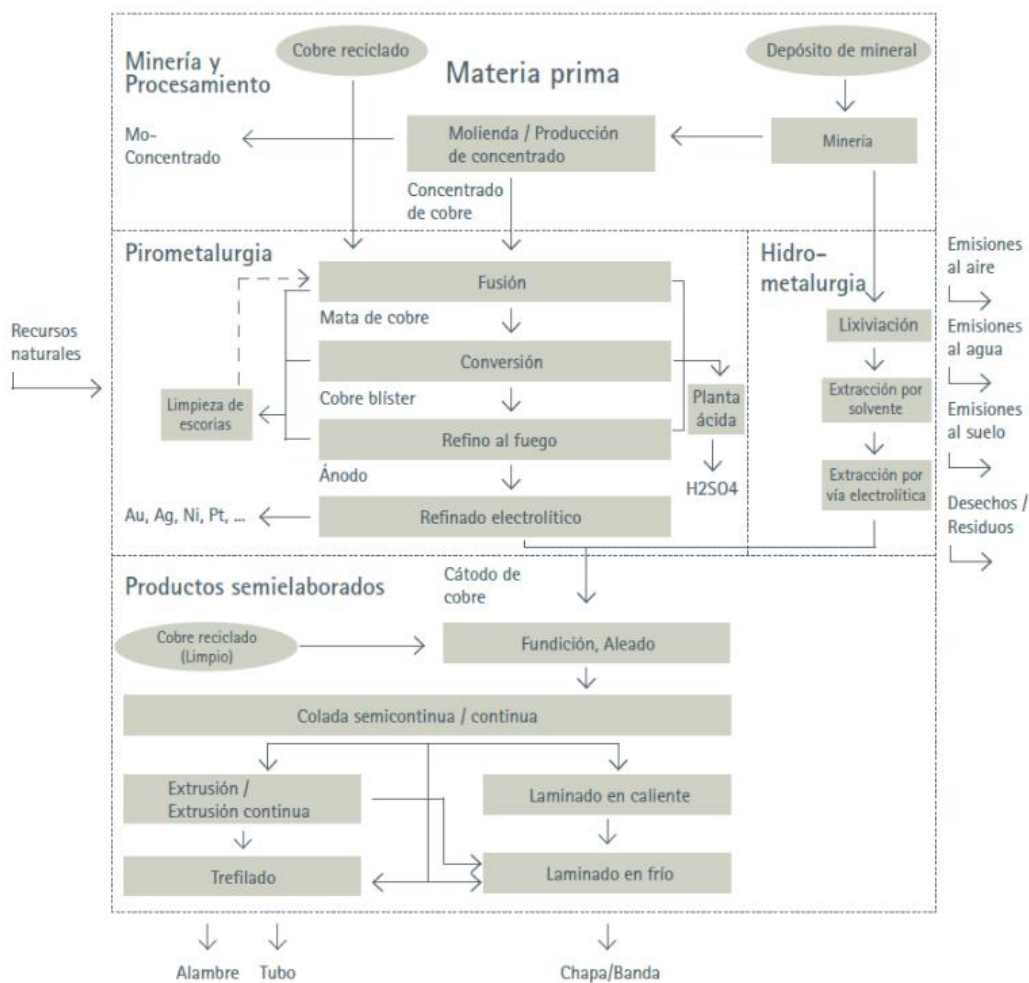 Cobre reciclado
Depósito de mineral
Minería y
Procesamiento
Materia prima
Mo-
Concentrado
Molienda / Producción
de concentrado
Minería
Concentrado
de cobre
Pirometalurgia
Hidro-
metalurgia
Emisiones
al aire
Fusión
Recursos
naturales
Mata de cobre
Lixiviación
Emisiones
al agua
Conversión
Limpieza de
escorias
Cobre blíster
Planta
ácida
Extracción por
solvente
Emisiones
al suelo
Refino al fuego
Ánodo
H2SO4
Extracción por
vía electrolítica
Au, Ag, Ni, Pt, ...
Refinado electrolítico
Desechos /
Residuos
Productos semielaborados
Cátodo de
cobre
Cobre reciclado
(Limpio)
Fundición, Aleado
Colada semicontinua / continua
Extrusión /
Extrusión continua
Laminado en caliente
Trefilado
Laminado en frío
Alambre
Tubo
Chapa/Banda